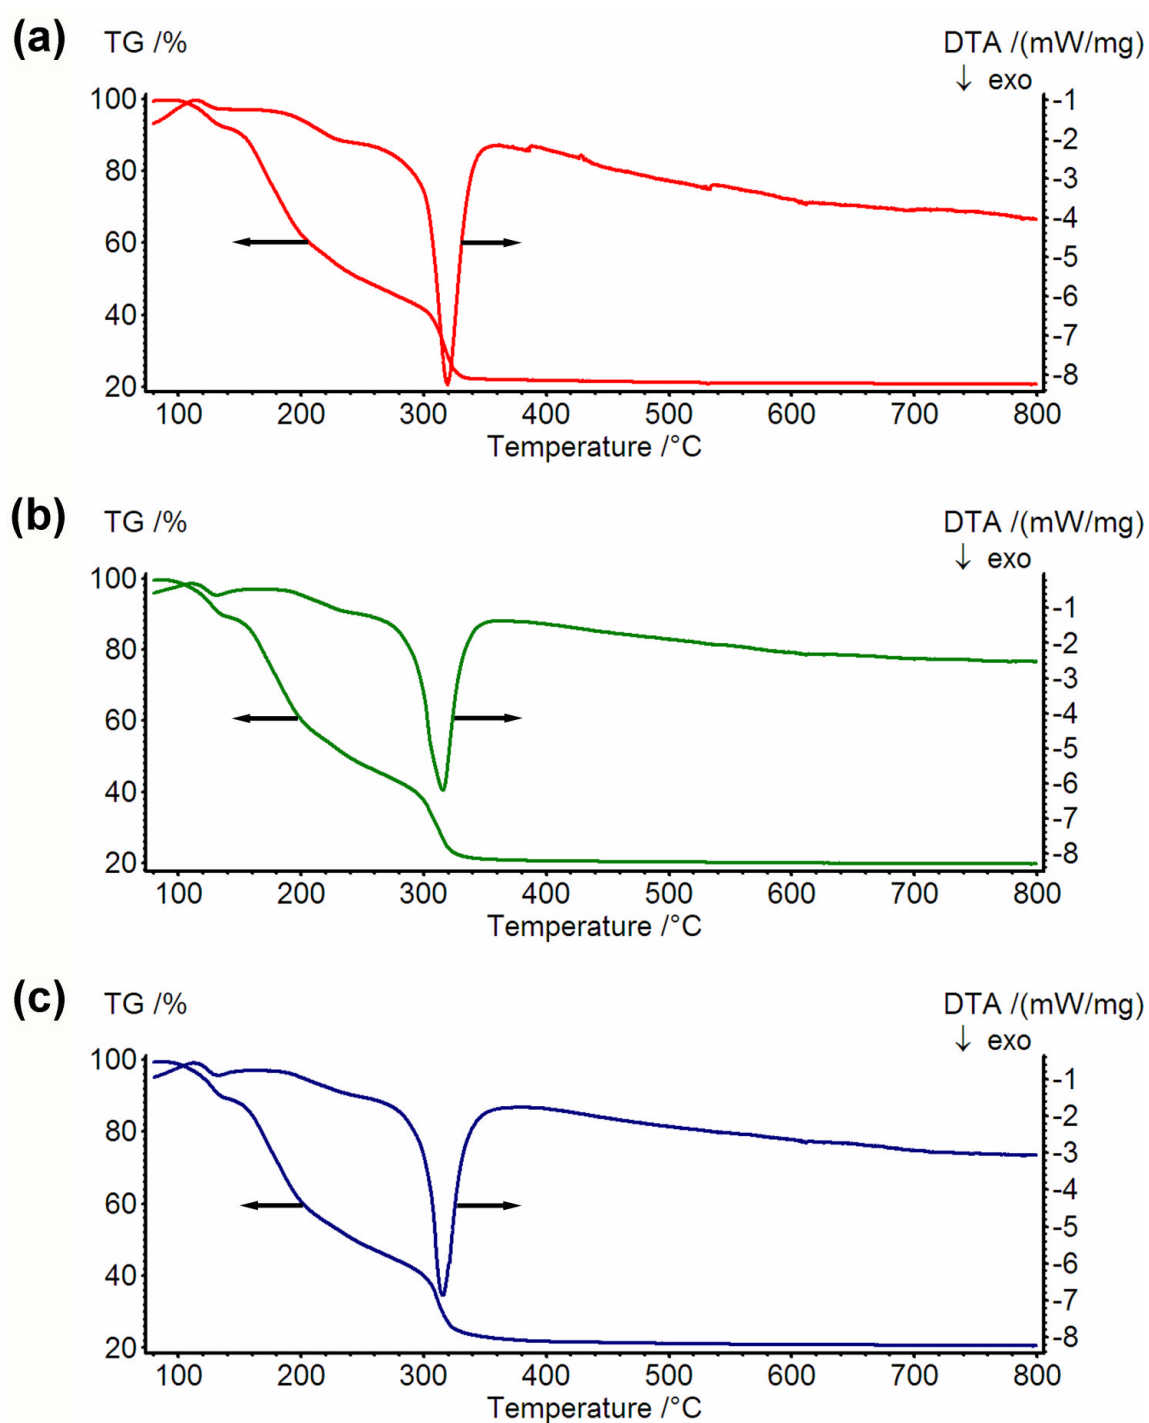 (a) TG /% DTA /(mW/mg)
↓ exo
100 -1
-2
80 -3
-4
60 -5
-6
40 -7
20 -8
100 200 300 400 500 600 700 800
Temperature /°C
(b) TG /% DTA /(mW/mg)
↓ exo
100 -1
80 -2
-3
60 -4
-5
40 -6
-7
20 -8
100 200 300 400 500 600 700 800
Temperature /°C
(c) TG /% DTA /(mW/mg)
↓ exo
100 -1
80 -2
-3
60 -4
-5
40 -6
-7
20 -8
100 200 300 400 500 600 700 800
Temperature /°C